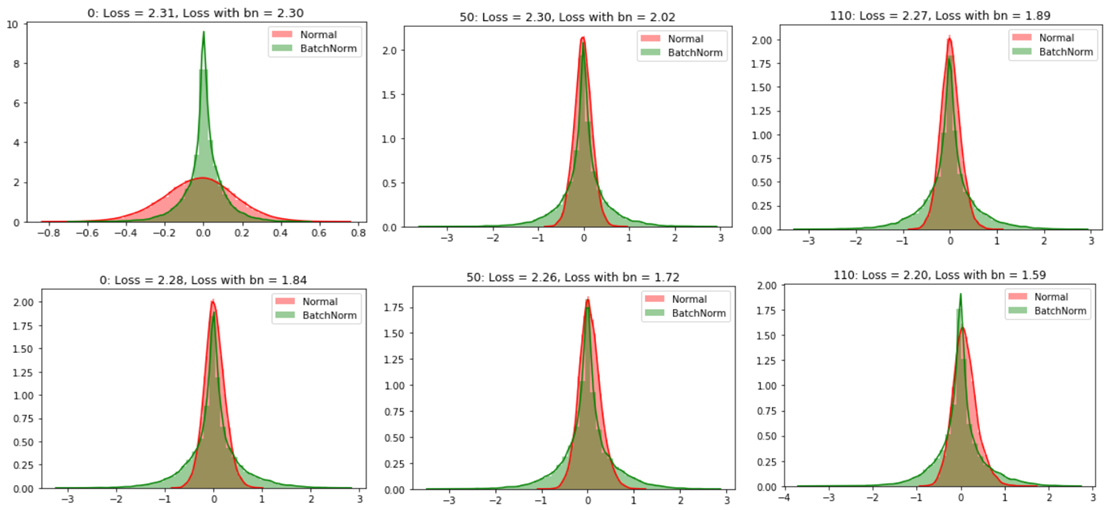 0: Loss = 2.31, Loss with bn = 2.30
Normal
BatchNorm
10
8
6
4
2
0
−0.8 −0.6 −0.4 −0.2 0.0 0.2 0.4 0.6 0.8
50: Loss = 2.30, Loss with bn = 2.02
Normal
BatchNorm
2.0
1.5
1.0
0.5
0.0
−3 −2 −1 0 1 2 3
110: Loss = 2.27, Loss with bn = 1.89
Normal
BatchNorm
2.00
1.75
1.50
1.25
1.00
0.75
0.50
0.25
0.00
−3 −2 −1 0 1 2 3
0: Loss = 2.28, Loss with bn = 1.84
Normal
BatchNorm
2.00
1.75
1.50
1.25
1.00
0.75
0.50
0.25
0.00
−3 −2 −1 0 1 2 3
50: Loss = 2.26, Loss with bn = 1.72
Normal
BatchNorm
1.75
1.50
1.25
1.00
0.75
0.50
0.25
0.00
−3 −2 −1 0 1 2 3
110: Loss = 2.20, Loss with bn = 1.59
Normal
BatchNorm
2.00
1.75
1.50
1.25
1.00
0.75
0.50
0.25
0.00
−4 −3 −2 −1 0 1 2 3